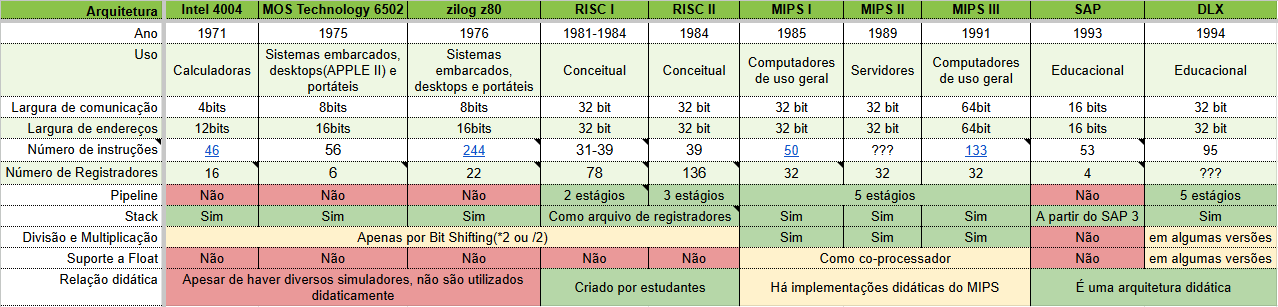 Arquitetura Intel 4004 MOS Technology 6502 zilog z80 RISC I RISC II MIPS I MIPS II MIPS III SAP DLX
Ano 1971 1975 1976 1981-1984 1984 1985 1989 1991 1993 1994
Uso Calculadoras Sistemas embarcados, desktops(APPLE II) e portáteis Sistemas embarcados, desktops e portáteis Conceitual Conceitual Computadores de uso geral Servidores Computadores de uso geral Educacional Educacional
Largura de comunicação 4bits 8bits 8bits 32 bit 32 bit 32 bit 32 bit 64bit 16 bits 32 bit
Largura de endereços 12bits 16bits 16bits 32 bit 32 bit 32 bit 32 bit 64bit 16 bits 32 bit
Número de instruções 46 56 244 31-39 39 50 ??? 133 53 95
Número de Registradores 16 6 22 78 136 32 32 32 4 ???
Pipeline Não Não Não 2 estágios 3 estágios 5 estágios Não 5 estágios
Stack Sim Sim Sim Como arquivo de registradores Sim Sim Sim A partir do SAP 3 Sim
Divisão e Multiplicação Apenas por Bit Shifting(*2 ou /2) Sim Sim Sim Não em algumas versões
Suporte a Float Não Não Não Não Não Como co-processador Não em algumas versões
Relação didática Apesar de haver diversos simuladores, não são utilizados didaticamente Criado por estudantes Há implementações didáticas do MIPS É uma arquitetura didática